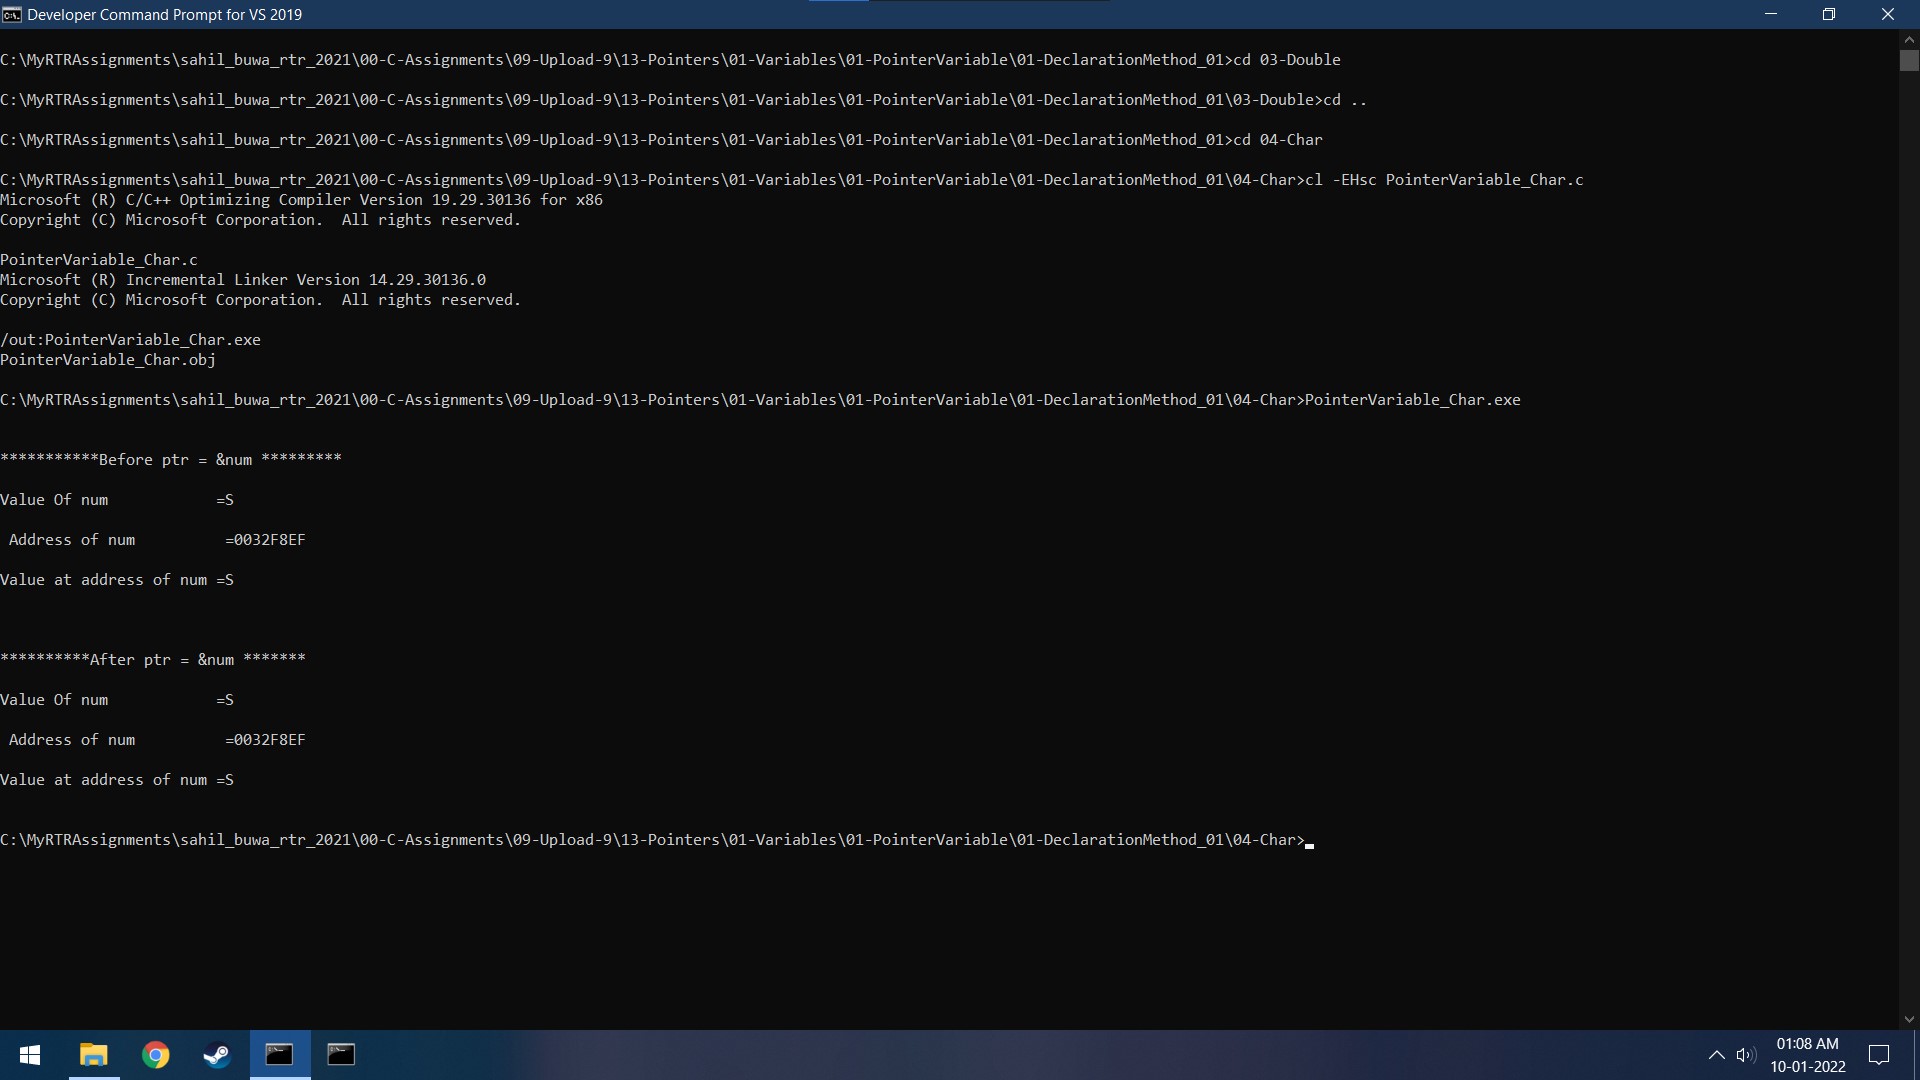 Developer Command Prompt for VS 2019
C:\MyRTRAssignments\sahil_buwa_rtr_2021\00-C-Assignments\09-Upload-9\13-Pointers\01-Variables\01-PointerVariable\01-DeclarationMethod_01>cd 03-Double
C:\MyRTRAssignments\sahil_buwa_rtr_2021\00-C-Assignments\09-Upload-9\13-Pointers\01-Variables\01-PointerVariable\01-DeclarationMethod_01\03-Double>cd ..
C:\MyRTRAssignments\sahil_buwa_rtr_2021\00-C-Assignments\09-Upload-9\13-Pointers\01-Variables\01-PointerVariable\01-DeclarationMethod_01>cd 04-Char
C:\MyRTRAssignments\sahil_buwa_rtr_2021\00-C-Assignments\09-Upload-9\13-Pointers\01-Variables\01-PointerVariable\01-DeclarationMethod_01\04-Char>cl -EHsc PointerVariable_Char.c
Microsoft (R) C/C++ Optimizing Compiler Version 19.29.30136 for x86
Copyright (C) Microsoft Corporation.  All rights reserved.
PointerVariable_Char.c
Microsoft (R) Incremental Linker Version 14.29.30136.0
Copyright (C) Microsoft Corporation.  All rights reserved.
/out:PointerVariable_Char.exe
PointerVariable_Char.obj
C:\MyRTRAssignments\sahil_buwa_rtr_2021\00-C-Assignments\09-Upload-9\13-Pointers\01-Variables\01-PointerVariable\01-DeclarationMethod_01\04-Char>PointerVariable_Char.exe
***********Before ptr = &num *********
Value Of num            =S
 Address of num          =0032F8EF
Value at address of num =S
**********After ptr = &num *******
Value Of num            =S
 Address of num          =0032F8EF
Value at address of num =S
C:\MyRTRAssignments\sahil_buwa_rtr_2021\00-C-Assignments\09-Upload-9\13-Pointers\01-Variables\01-PointerVariable\01-DeclarationMethod_01\04-Char>
01:08 AM
10-01-2022